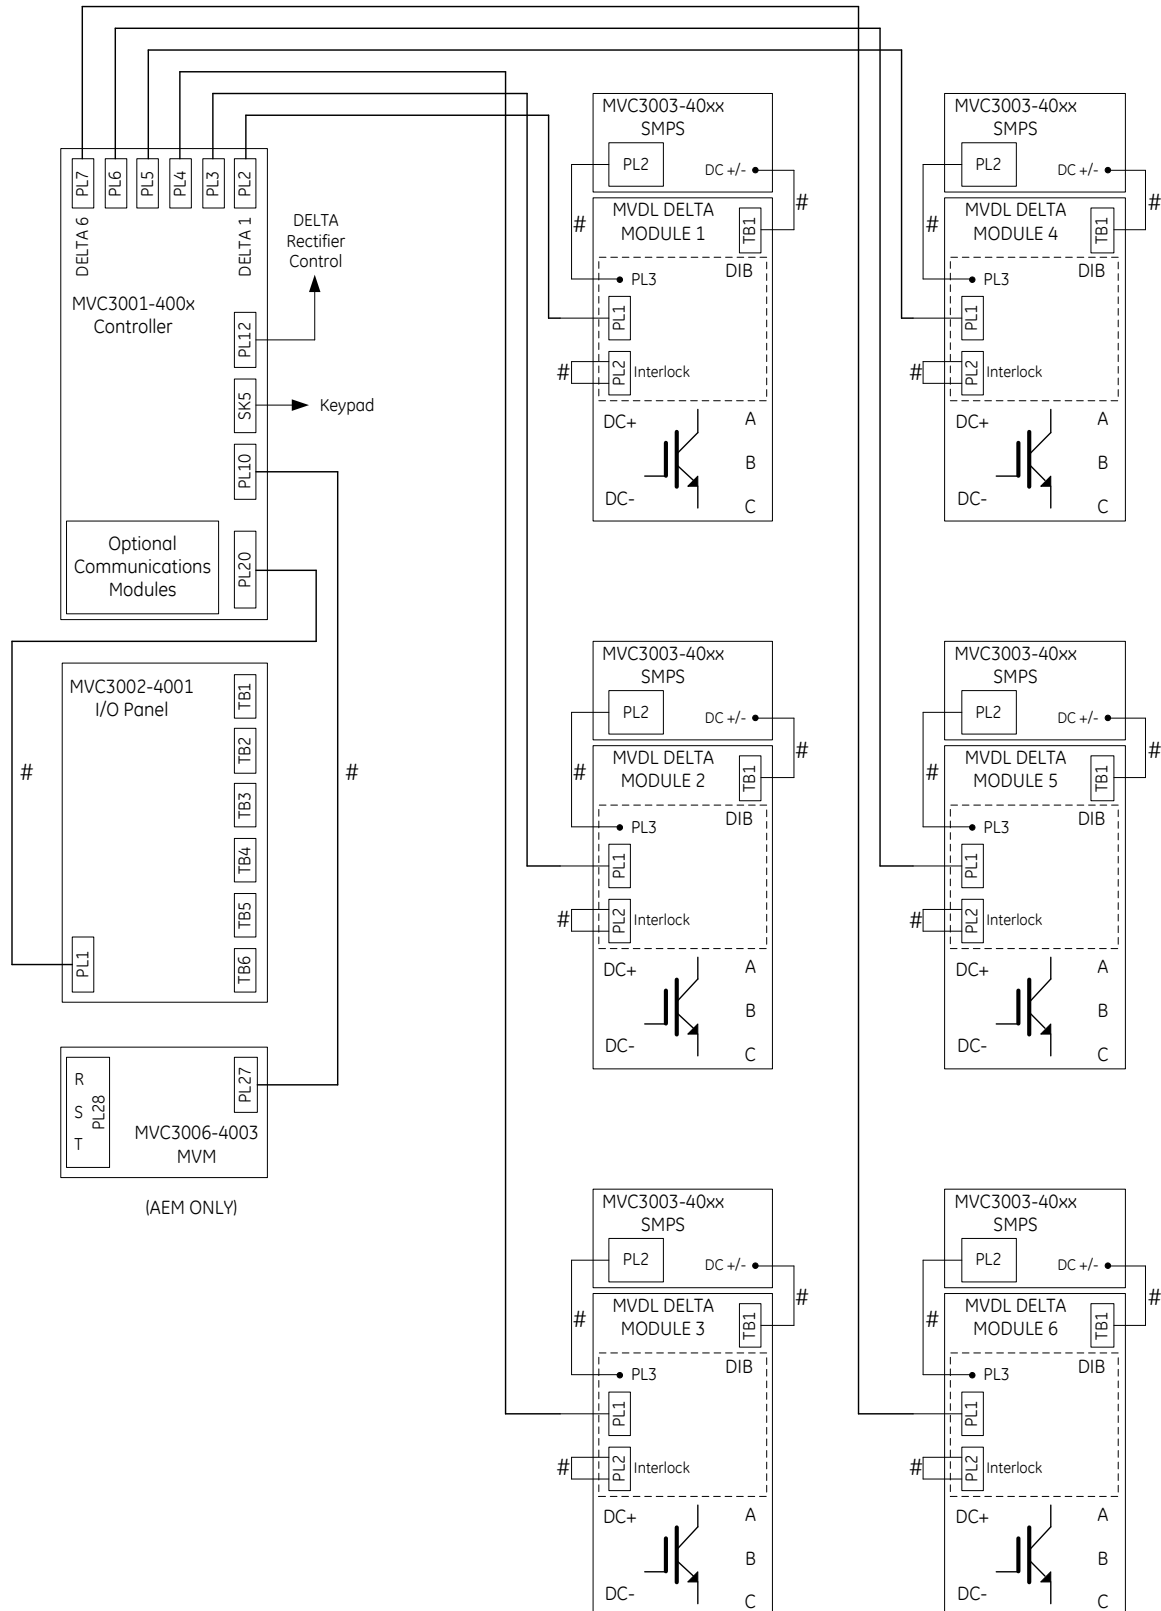 PL7
PL6
PL5
PL4
PL3
PL2
DELTA 6
DELTA 1
DELTA
Rectifier
Control
MVC3001-400x
Controller
PL12
SK5
Keypad
PL10
Optional
Communications
Modules
PL20
#
#
MVC3002-4001
I/O Panel
TB1
TB2
TB3
TB4
TB5
TB6
PL1
R
S
T
PL28
PL27
MVC3006-4003
MVM
(AEM ONLY)
MVC3003-40xx
SMPS
PL2
DC +/-
#
#
MVDL DELTA
MODULE 1
TB1
DIB
PL3
PL1
#
PL2
Interlock
DC+
A
B
DC-
C
MVC3003-40xx
SMPS
PL2
DC +/-
#
#
MVDL DELTA
MODULE 4
TB1
DIB
PL3
PL1
#
PL2
Interlock
DC+
A
B
DC-
C
MVC3003-40xx
SMPS
PL2
DC +/-
#
#
MVDL DELTA
MODULE 2
TB1
DIB
PL3
PL1
#
PL2
Interlock
DC+
A
B
DC-
C
MVC3003-40xx
SMPS
PL2
DC +/-
#
#
MVDL DELTA
MODULE 5
TB1
DIB
PL3
PL1
#
PL2
Interlock
DC+
A
B
DC-
C
MVC3003-40xx
SMPS
PL2
DC +/-
#
#
MVDL DELTA
MODULE 3
TB1
DIB
PL3
PL1
#
PL2
Interlock
DC+
A
B
DC-
C
MVC3003-40xx
SMPS
PL2
DC +/-
#
#
MVDL DELTA
MODULE 6
TB1
DIB
PL3
PL1
#
PL2
Interlock
DC+
A
B
DC-
C